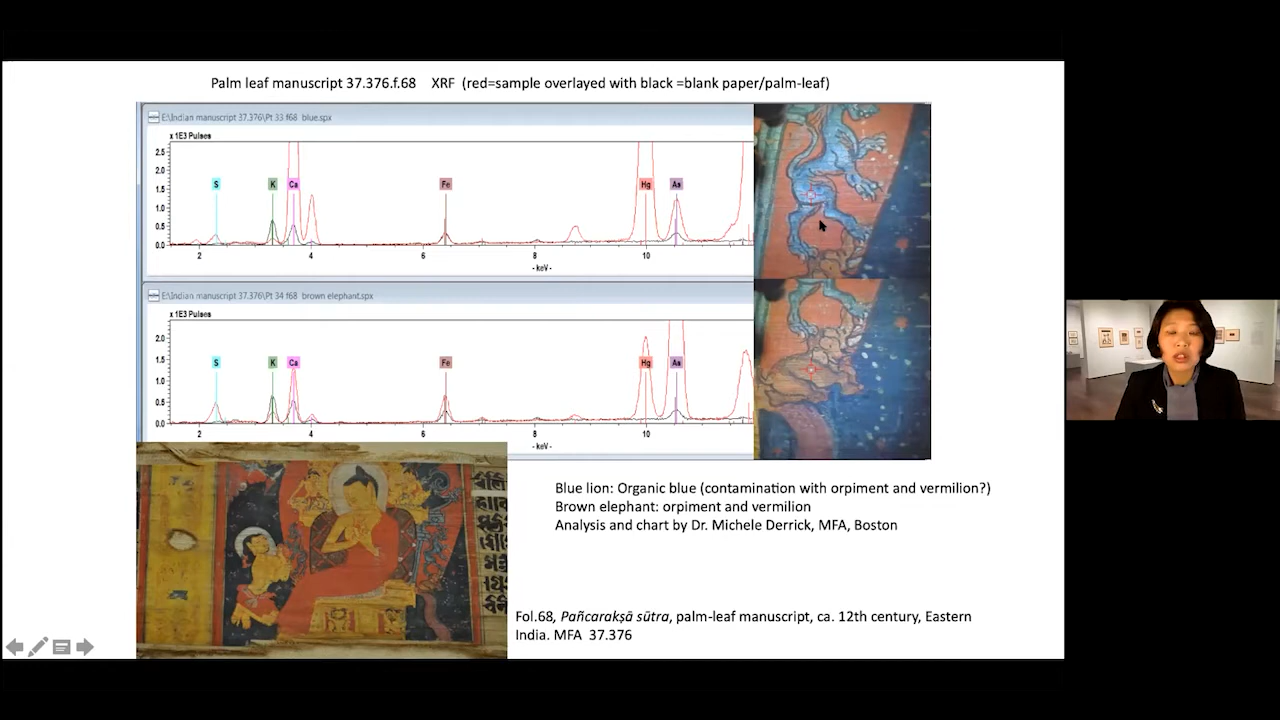 Palm leaf manuscript 37.376.f.68 XRF (red=sample overlayed with black =blank paper/palm-leaf)
E:\Indian manuscript 37.376\Pt 33 f68 blue.spx
x 1E3 Pulses
2.5
2.0
1.5
1.0
0.5
0.0
S K Ca Fe Hg As
2 4 6 8 10
- keV -
E:\Indian manuscript 37.376\Pt 34 f68 brown elephant.spx
x 1E3 Pulses
2.0
1.5
1.0
0.5
0.0
S K Ca Fe Hg As
2 4 6 8 10
- keV -
Blue lion: Organic blue (contamination with orpiment and vermilion?)
Brown elephant: orpiment and vermilion
Analysis and chart by Dr. Michele Derrick, MFA, Boston
Fol.68, Pañcarakṣā sūtra, palm-leaf manuscript, ca. 12th century, Eastern
India. MFA 37.376